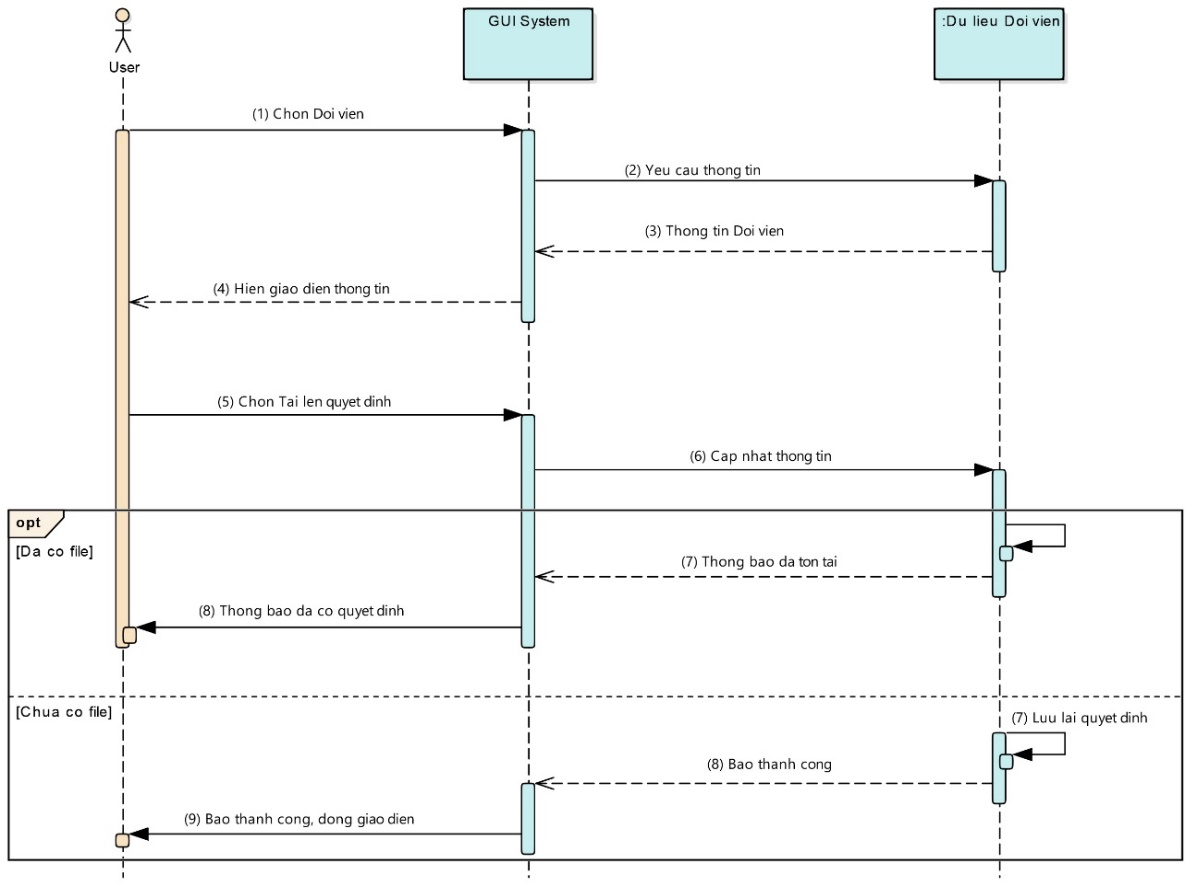 User
GUI System
:Du lieu Doi vien
(1) Chon Doi vien
(2) Yeu cau thong tin
(3) Thong tin Doi vien
(4) Hien giao dien thong tin
(5) Chon Tai len quyet dinh
(6) Cap nhat thong tin
opt
[Da co file]
(7) Thong bao da ton tai
(8) Thong bao da co quyet dinh
[Chua co file]
(7) Luu lai quyet dinh
(8) Bao thanh cong
(9) Bao thanh cong, dong giao dien